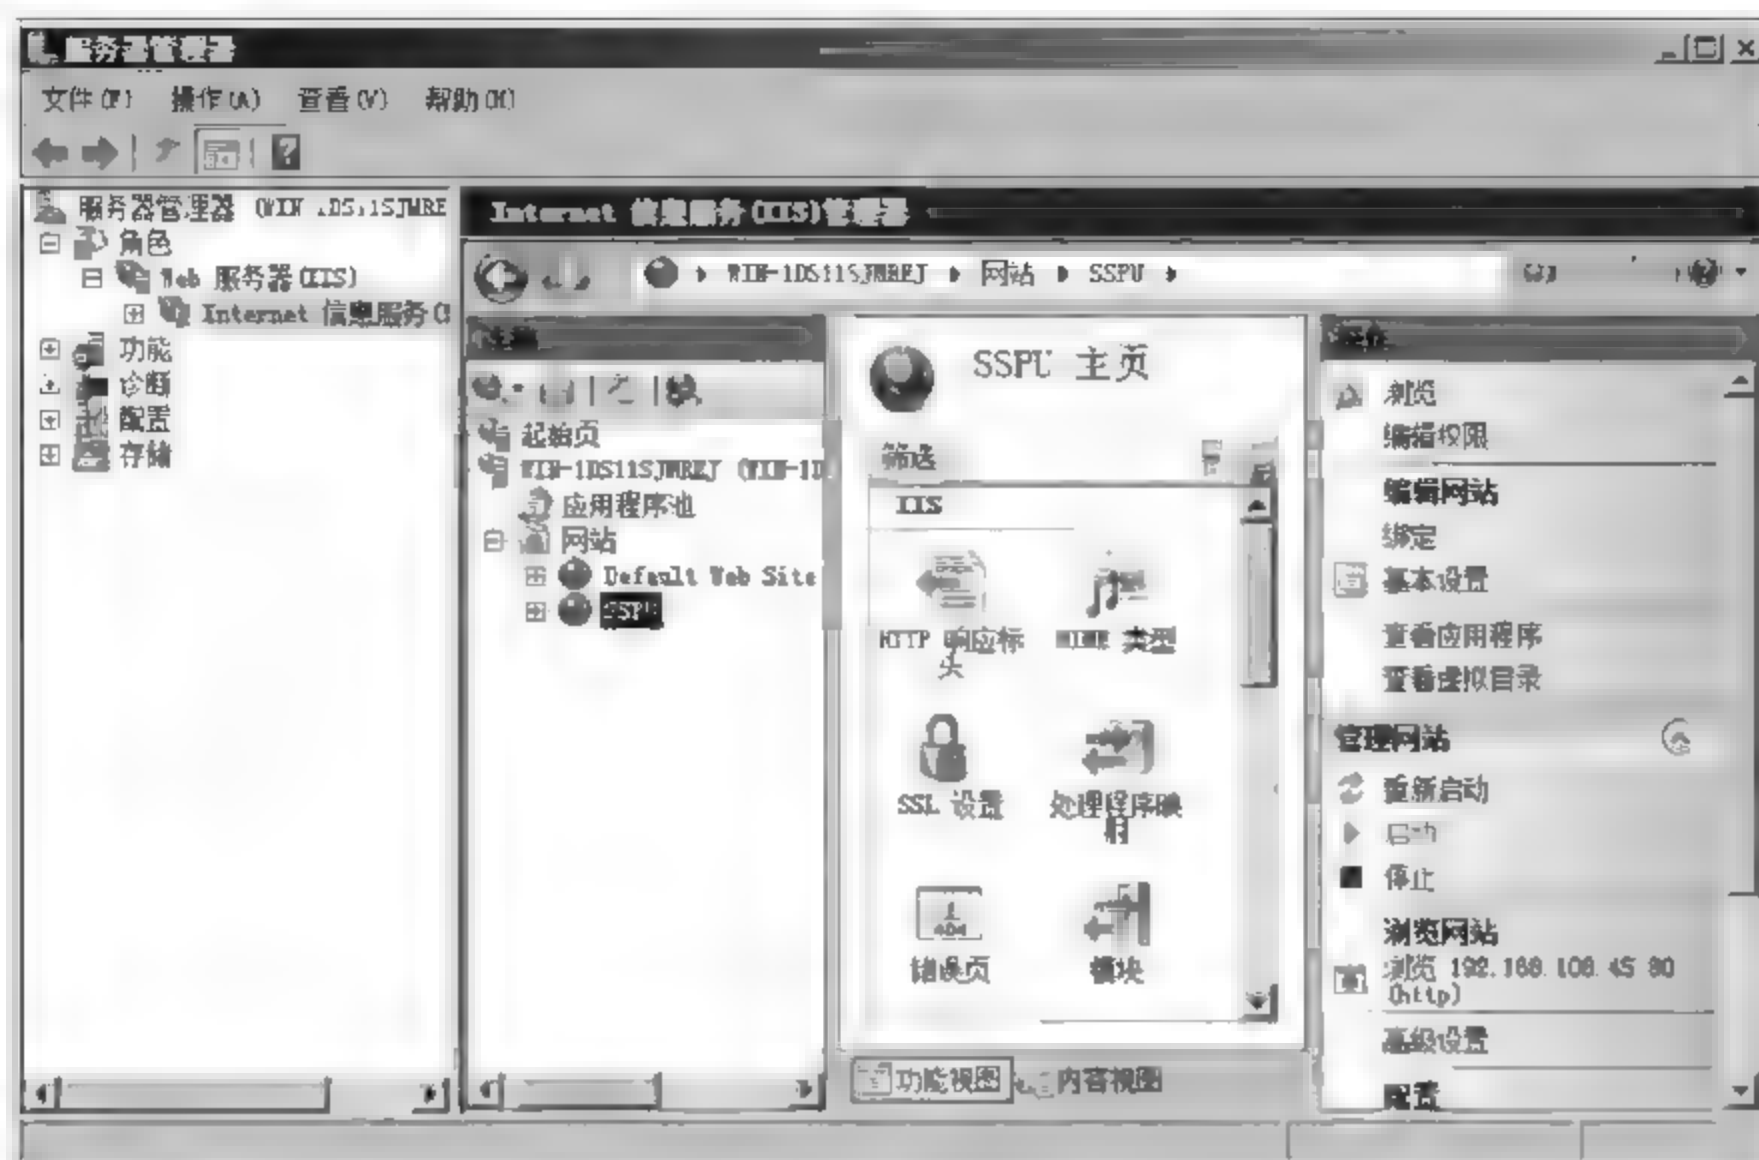 服务器管理器
文件(F) 操作(A) 查看(V) 帮助(H)
服务器管理器
角色
Web 服务器(IIS)
Internet 信息服务(I
功能
诊断
配置
存储
Internet 信息服务(IIS)管理器
WIN-1DS11SJMREJ 网站 SSPU
起始页
WIN-1DS11SJMREJ (WIN-1D
应用程序池
网站
Default Web Site
SSPU
SSPU 主页
筛选
IIS
HTTP 响应标
头
MIME 类型
SSL 设置
处理程序映
射
错误页
模块
功能视图
内容视图
浏览
编辑权限
编辑网站
绑定
基本设置
查看应用程序
查看虚拟目录
管理网站
重新启动
启动
停止
浏览网站
浏览 192.168.108.45 80
(http)
高级设置
配置